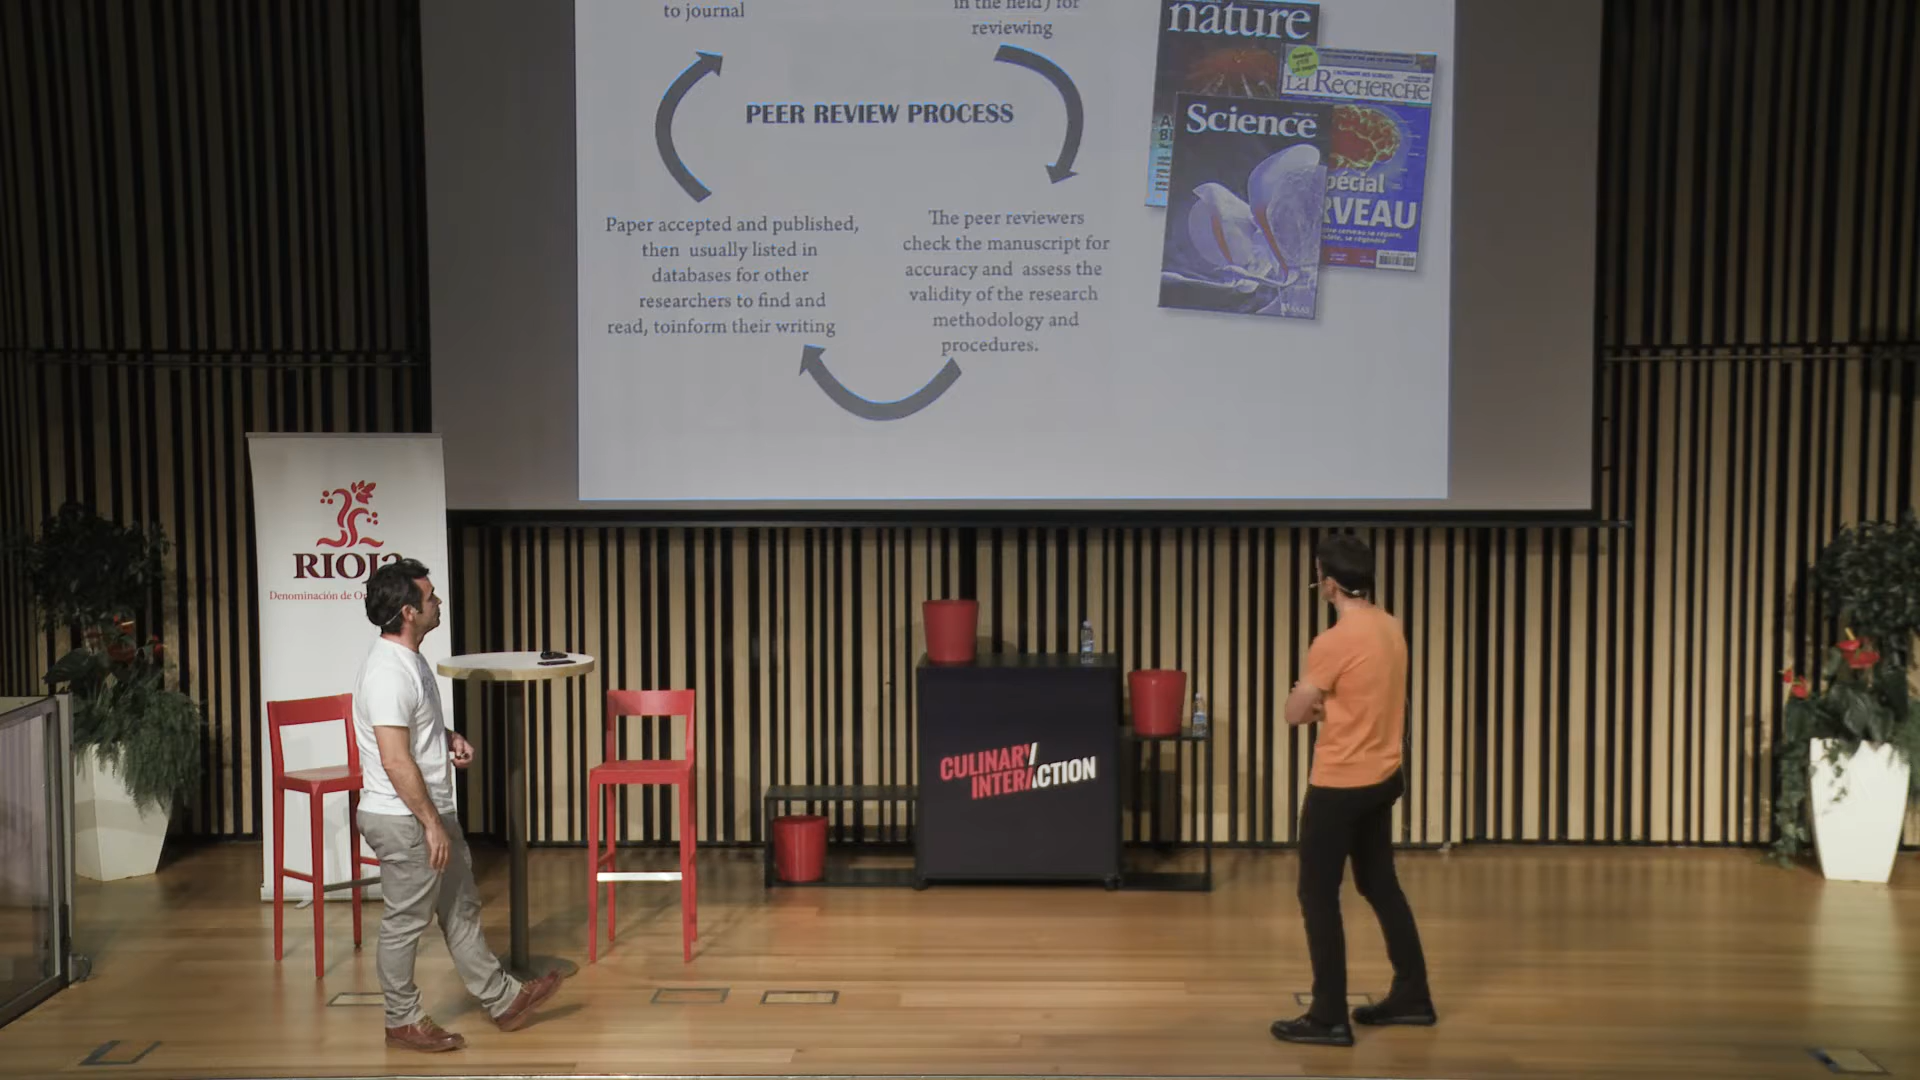 to journal
in the field) for
reviewing
PEER REVIEW PROCESS
Paper accepted and published,
then usually listed in
databases for other
researchers to find and
read, toinform their writing
The peer reviewers
check the manuscript for
accuracy and assess the
validity of the research
methodology and
procedures.
nature
La Recherche
Science
pécial
RVEAU
RIOJa
Denominación de
CULINARY
INTERACTION